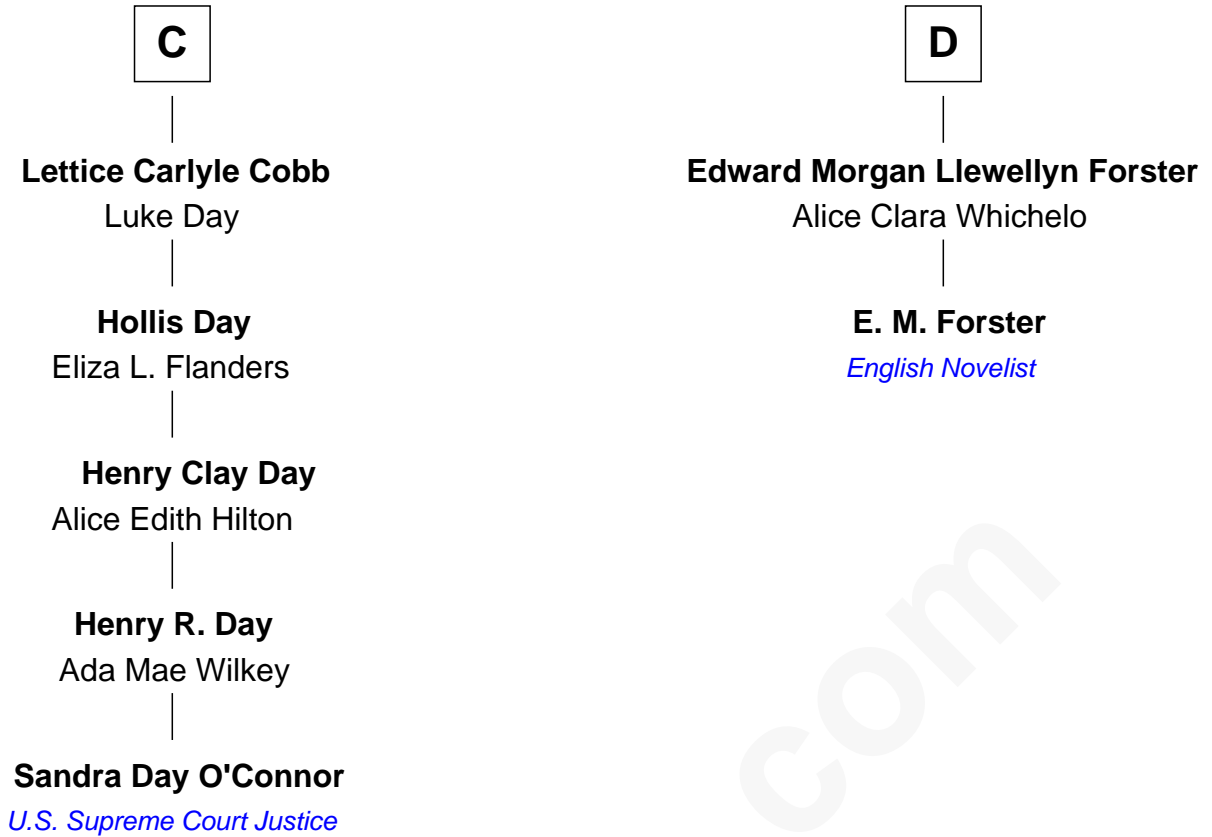 C
Lettice Carlyle Cobb
Luke Day
Hollis Day
Eliza L. Flanders
Henry Clay Day
Alice Edith Hilton
Henry R. Day
Ada Mae Wilkey
Sandra Day O'Connor
U.S. Supreme Court Justice
D
Edward Morgan Llewellyn Forster
Alice Clara Whichelo
E. M. Forster
English Novelist
com